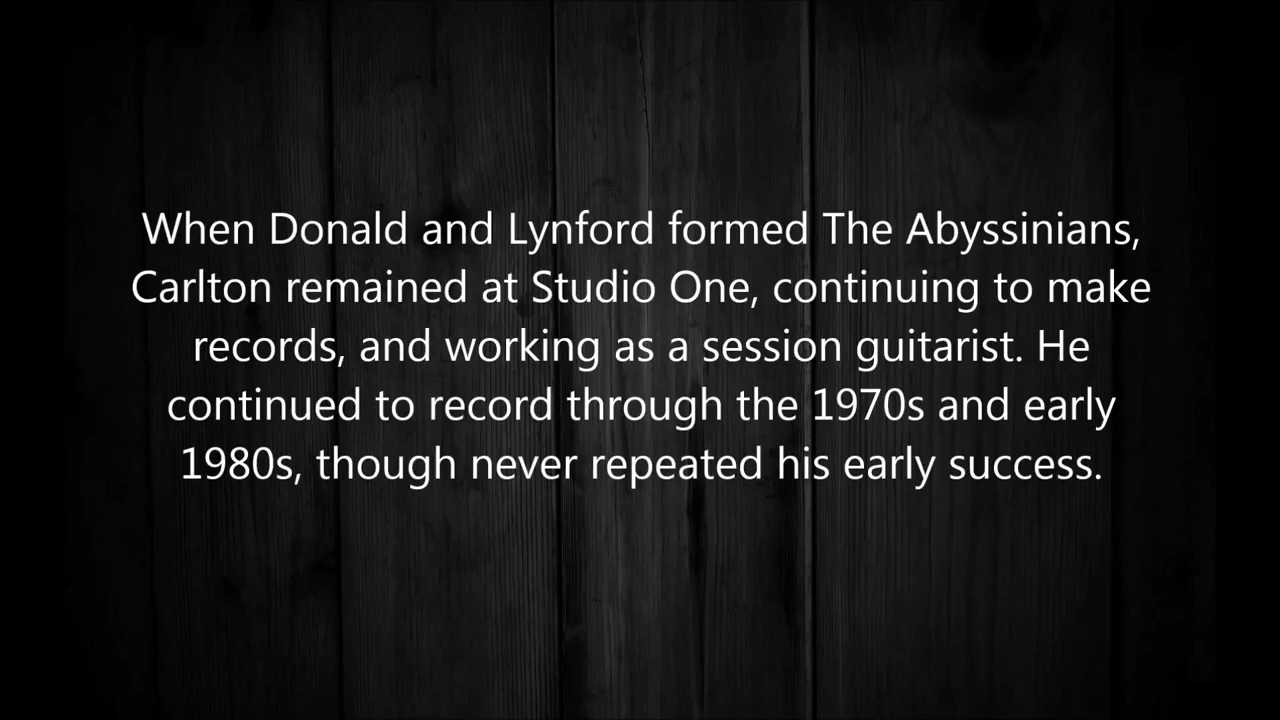 When Donald and Lynford formed The Abyssinians,
Carlton remained at Studio One, continuing to make
records, and working as a session guitarist. He
continued to record through the 1970s and early
1980s, though never repeated his early success.